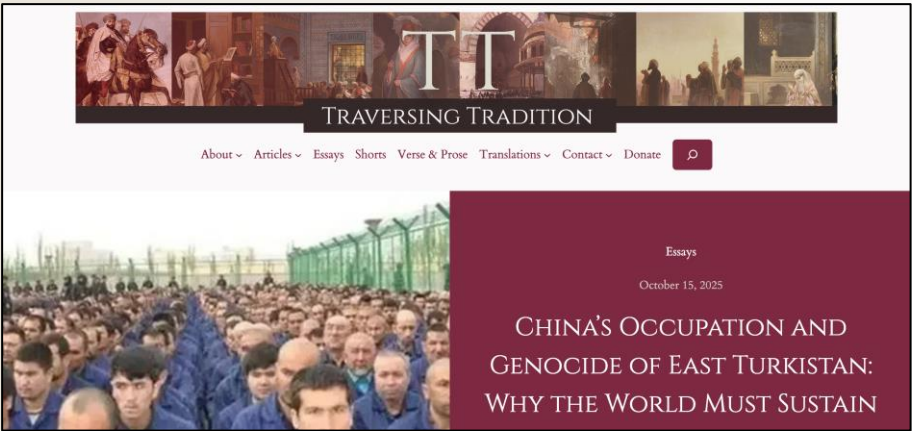 TT
TRAVERSING TRADITION
About Articles Essays Shorts Verse & Prose Translations Contact Donate
Essays
October 15, 2025
CHINA'S OCCUPATION AND
GENOCIDE OF EAST TURKISTAN:
WHY THE WORLD MUST SUSTAIN